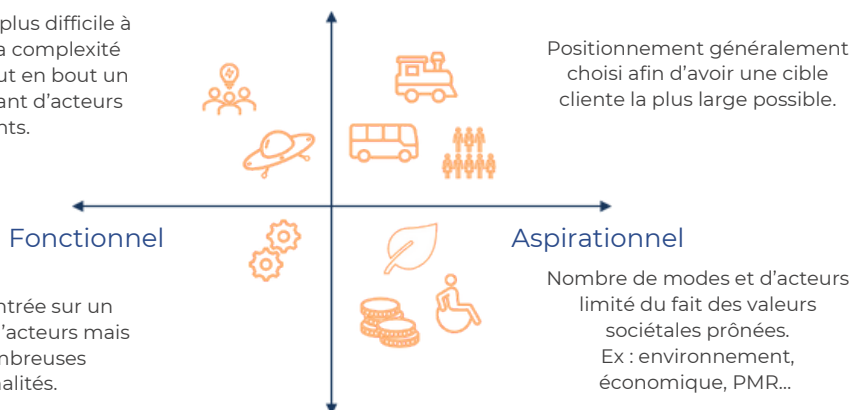 plus difficile à
a complexité
ut en bout un
ant d’acteurs
nts.
Positionnement généralement
choisi afin d’avoir une cible
cliente la plus large possible.
Fonctionnel
Aspirationnel
ntrée sur un
’acteurs mais
mbreuses
nalités.
Nombre de modes et d’acteurs
limité du fait des valeurs
sociétales prônées.
Ex : environnement,
économique, PMR…